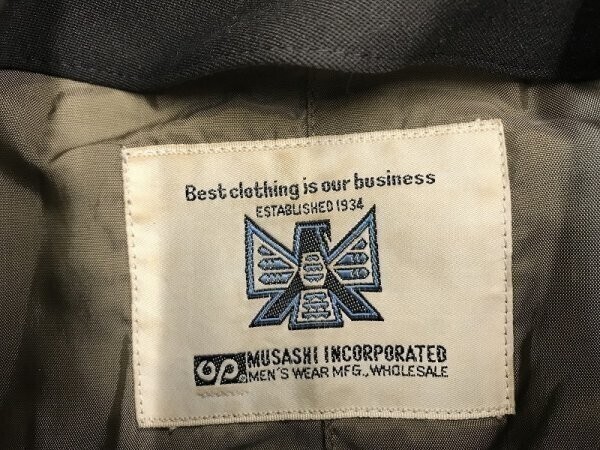 Best clothing is our business
ESTABLISHED 1934
MUSASHI INCORPORATED
MEN'S WEAR MFG., WHOLESALE